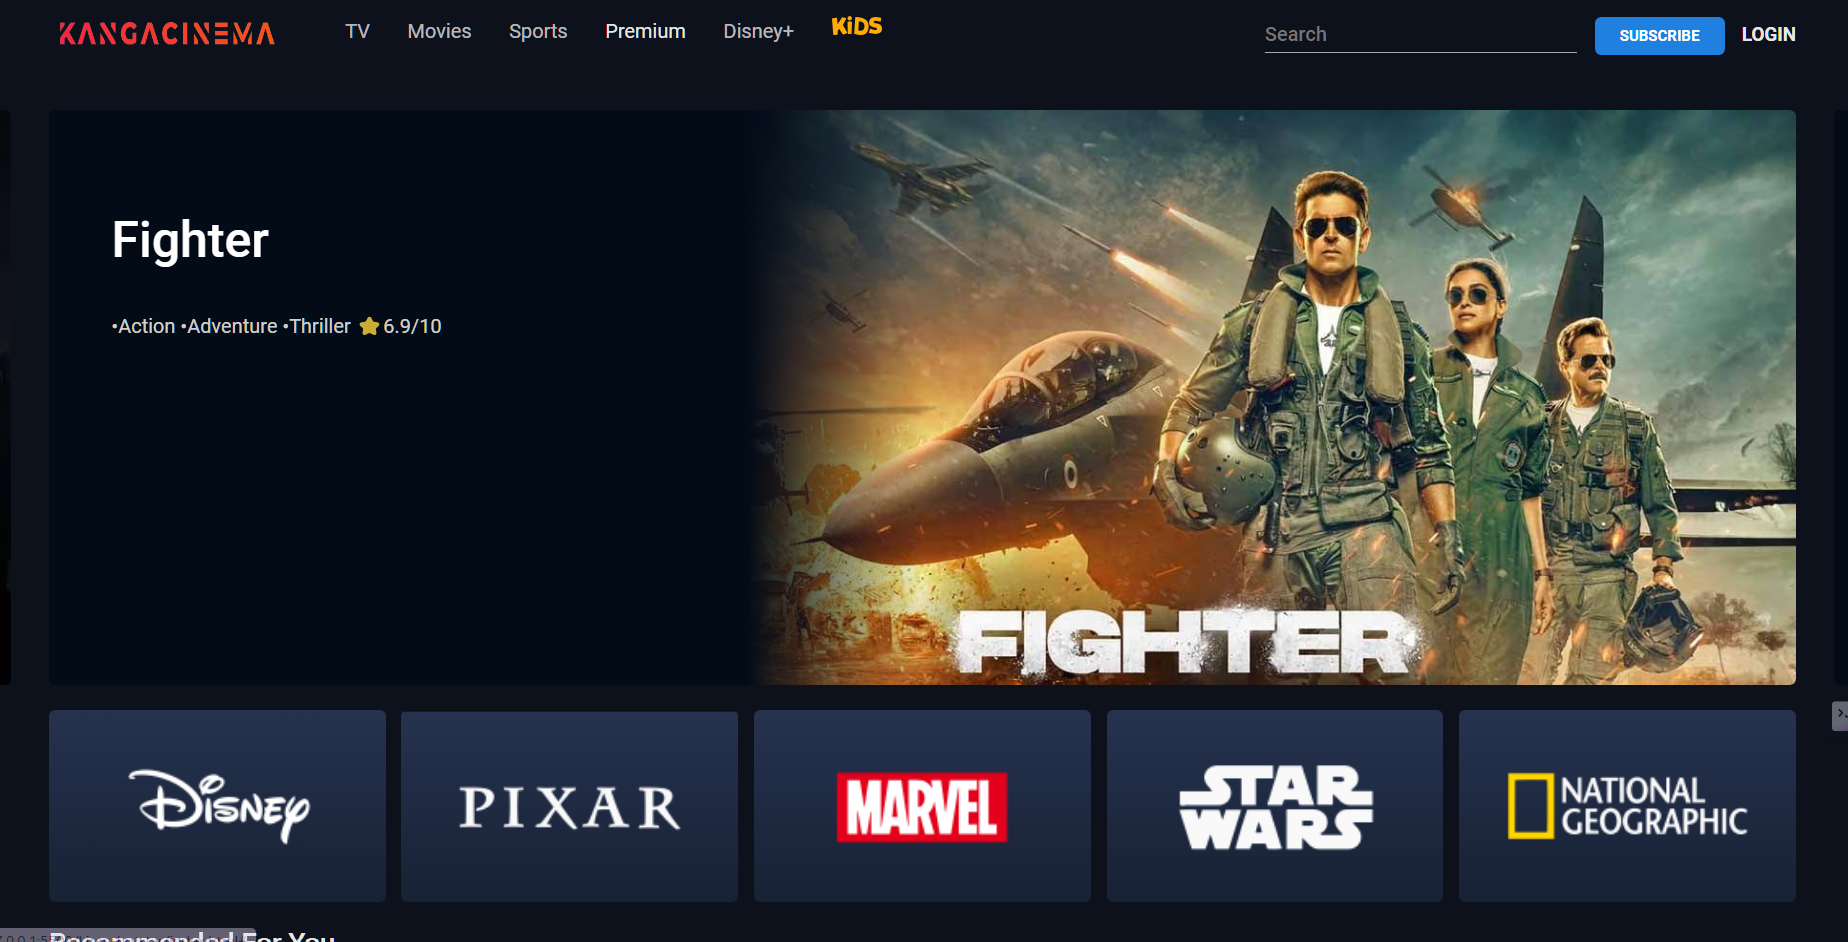 KANGACINEMA
TV Movies Sports Premium Disney+ KiDS
Search SUBSCRIBE LOGIN
Fighter
•Action •Adventure •Thriller 6.9/10
FIGHTER
Disney PIXAR MARVEL STAR WARS NATIONAL GEOGRAPHIC
Recommended For You